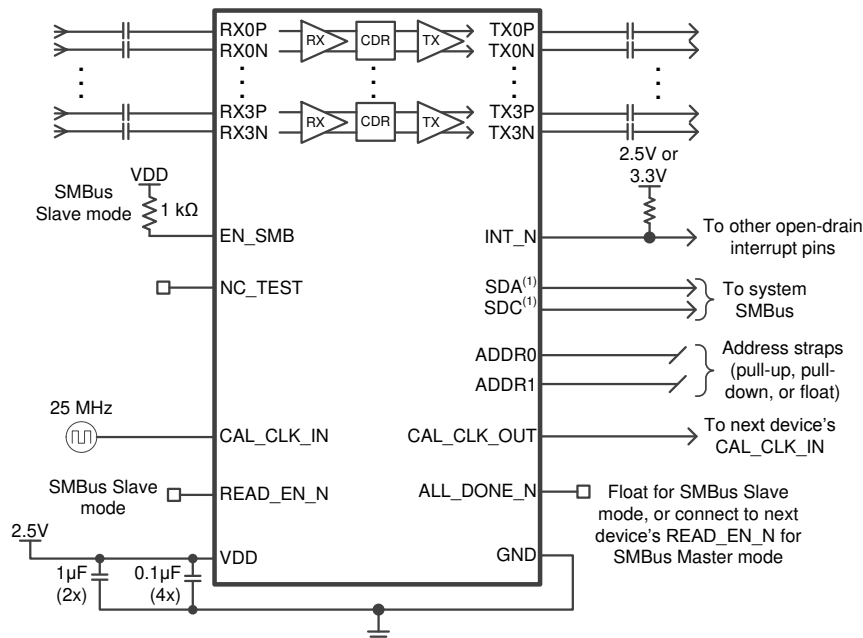 RX0P
RX0N
RX
CDR
TX
TX0P
TX0N
RX3P
RX3N
RX
CDR
TX
TX3P
TX3N
2.5V or
3.3V
VDD
SMBus
Slave mode
1 kΩ
EN_SMB
INT_N
To other open-drain
interrupt pins
NC_TEST
SDA(1)
SDC(1)
To system
SMBus
ADDR0
ADDR1
Address straps
(pull-up, pull-
down, or float)
25 MHz
CAL_CLK_IN
CAL_CLK_OUT
To next device's
CAL_CLK_IN
SMBus Slave
mode
READ_EN_N
ALL_DONE_N
Float for SMBus Slave
mode, or connect to next
device's READ_EN_N for
SMBus Master mode
2.5V
VDD
GND
1µF
(2x)
0.1µF
(4x)